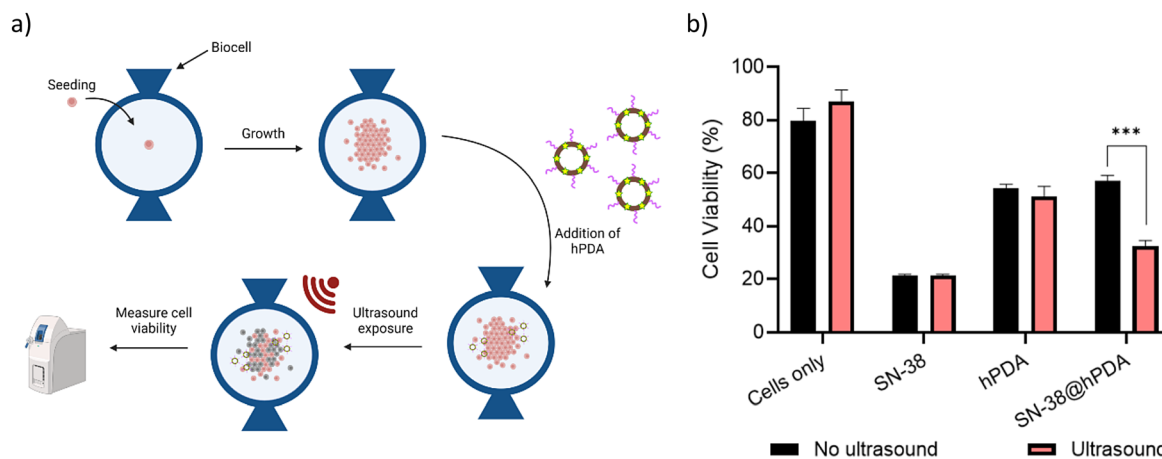 a)
Biocell
Seeding
Growth
Addition of
hPDA
Ultrasound
exposure
Measure cell
viability
b)
Cell Viability (%)
100
80
60
40
20
0
***
Cells only
SN-38
hPDA
SN-38@hPDA
No ultrasound
Ultrasound